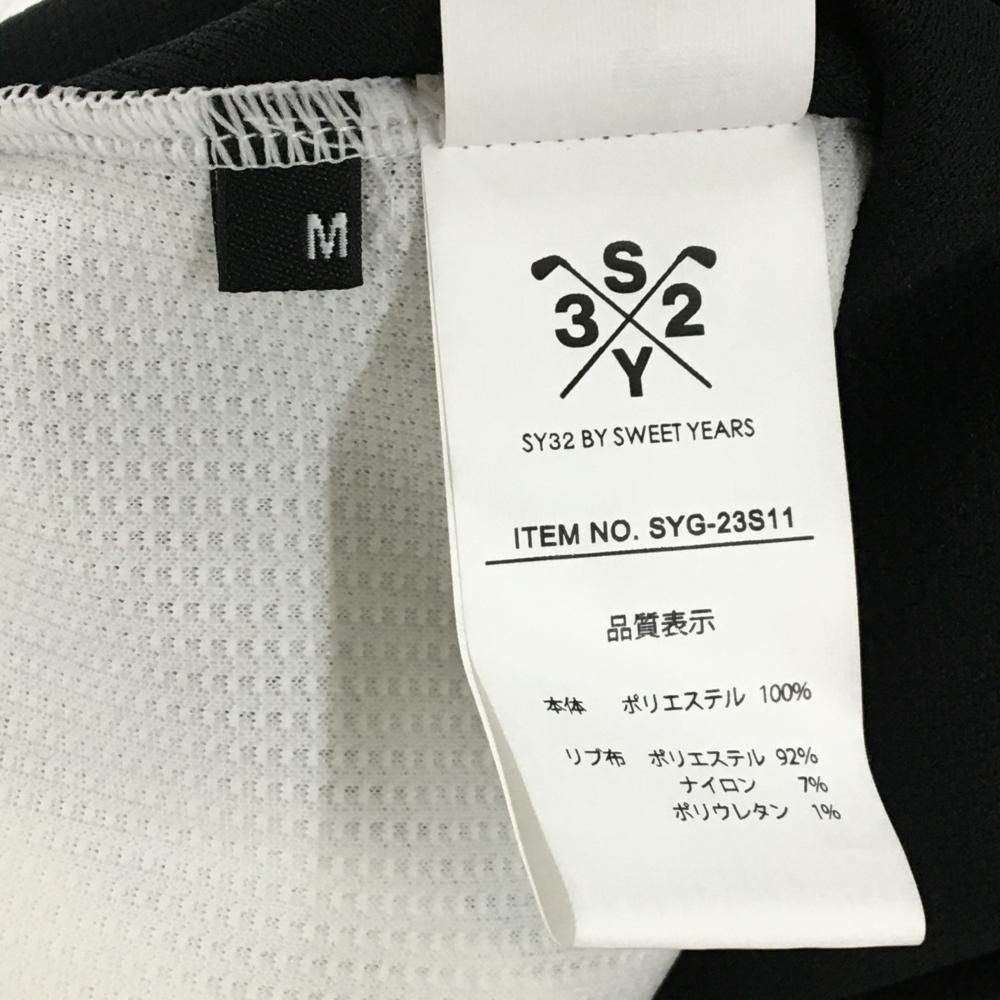 M
S
3 2
Y
SY32 BY SWEET YEARS
ITEM NO. SYG-23S11
品質表示
本体 ポリエステル 100%
リブ布 ポリエステル 92%
ナイロン 7%
ポリウレタン 1%